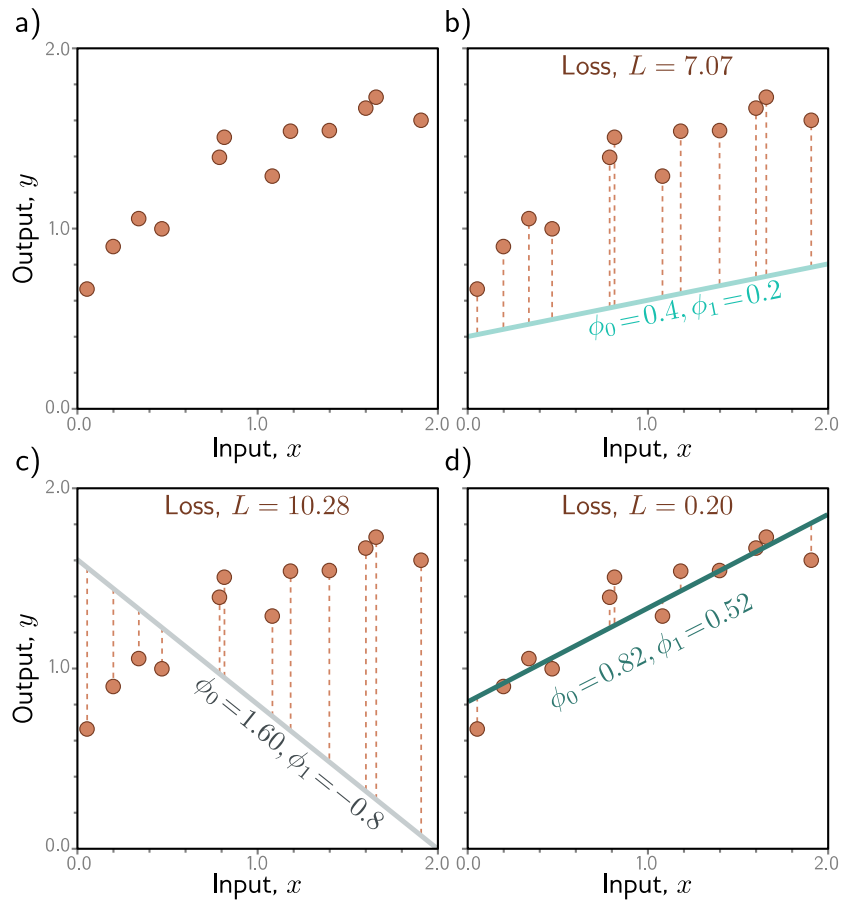 a)
2.0
1.0
0.0
Output, y
0.0
1.0
2.0
Input, x
b)
Loss, L = 7.07
ϕ₀=0.4, ϕ₁=0.2
0.0
1.0
2.0
Input, x
c)
2.0
1.0
0.0
Output, y
Loss, L = 10.28
ϕ₀=1.60, ϕ₁=−0.8
0.0
1.0
2.0
Input, x
d)
Loss, L = 0.20
ϕ₀=0.82, ϕ₁=0.52
0.0
1.0
2.0
Input, x